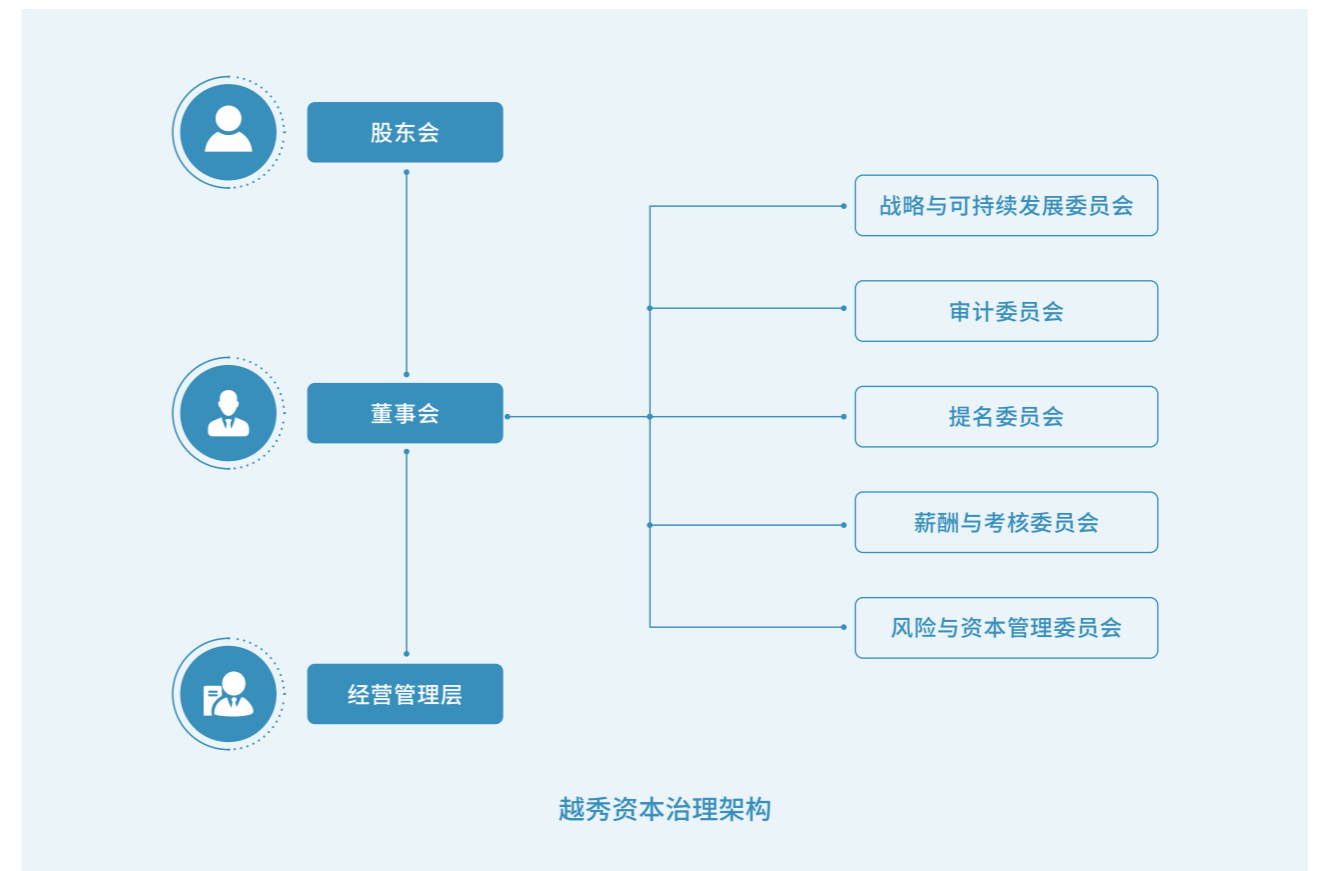 股东会
董事会
经营管理层
战略与可持续发展委员会
审计委员会
提名委员会
薪酬与考核委员会
风险与资本管理委员会
越秀资本治理架构